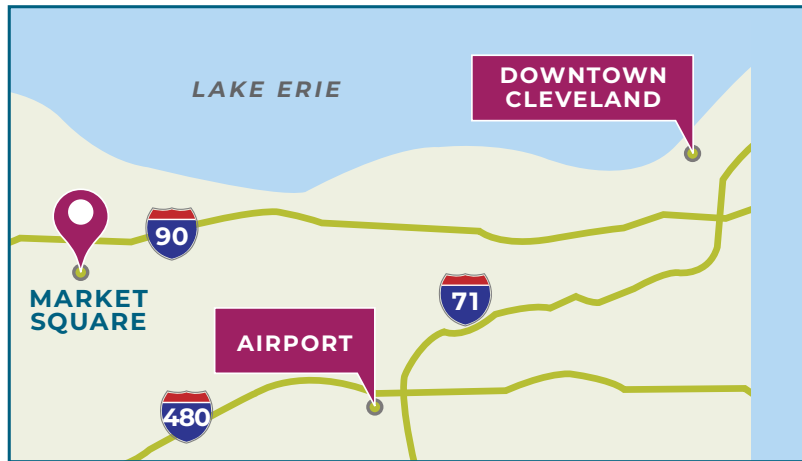 LAKE ERIE
DOWNTOWN
CLEVELAND
90
MARKET
SQUARE
71
AIRPORT
480